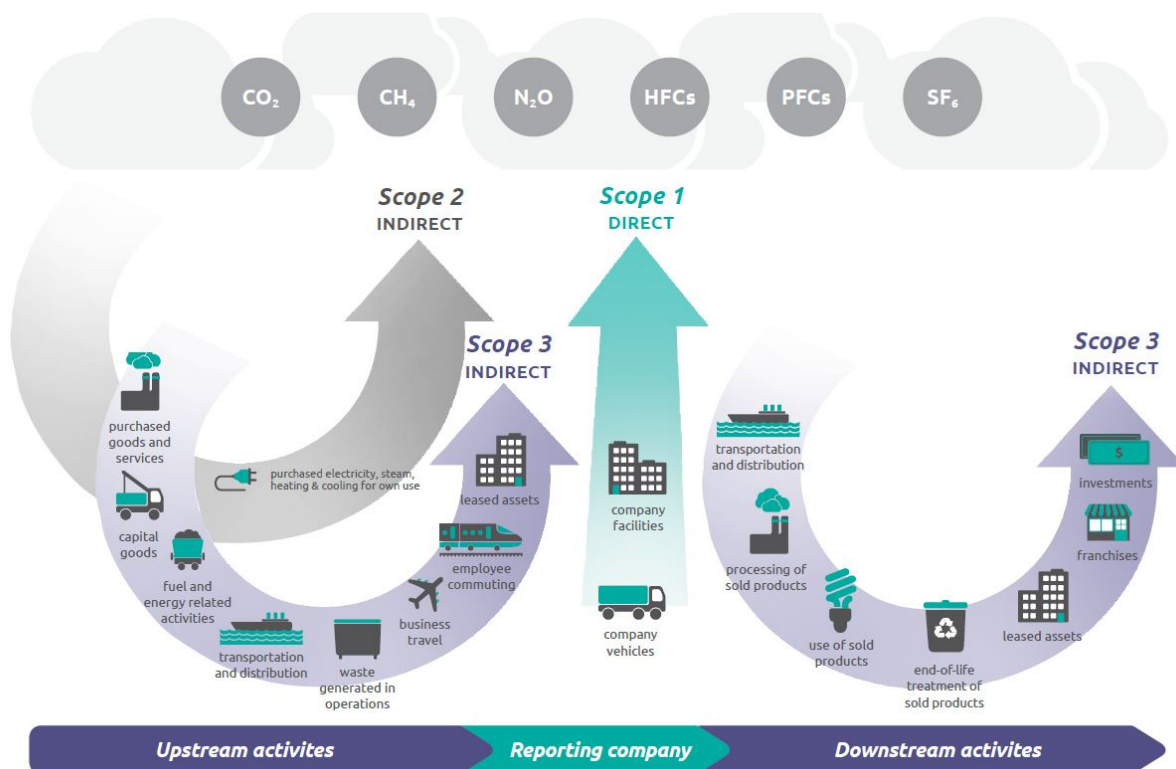 CO₂
CH₄
N₂O
HFCs
PFCs
SF₆
Scope 2
INDIRECT
Scope 1
DIRECT
Scope 3
INDIRECT
Scope 3
INDIRECT
purchased
goods and
services
capital
goods
fuel and
energy related
activities
purchased electricity, steam,
heating & cooling for own use
transportation
and distribution
waste
generated in
operations
business
travel
employee
commuting
leased assets
company
facilities
company
vehicles
transportation
and distribution
processing of
sold products
use of sold
products
end-of-life
treatment of
sold products
leased assets
franchises
$
investments
Upstream activites
Reporting company
Downstream activites